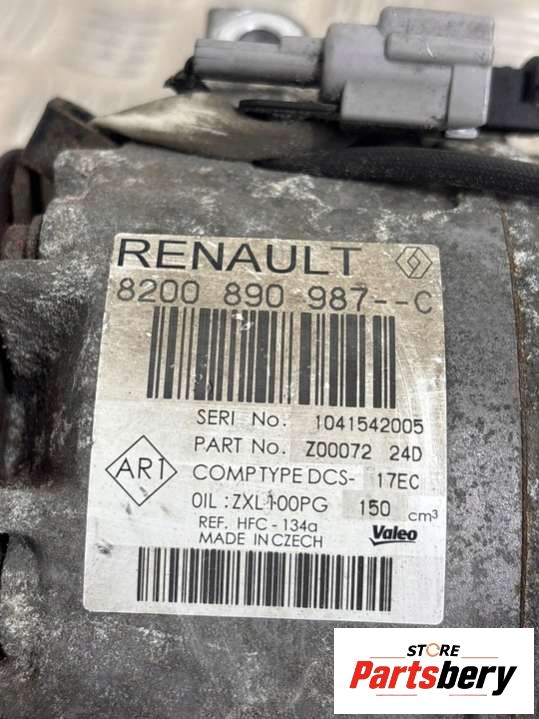 RENAULT
8200 890 987--C
SERI No. 1041542005
PART No. Z00072 24D
AR1
COMPTYPE DCS- 17EC
OIL : ZXL100PG 150 cm³
REF. HFC - 134a
MADE IN CZECH
Valeo
STORE
Partsbery